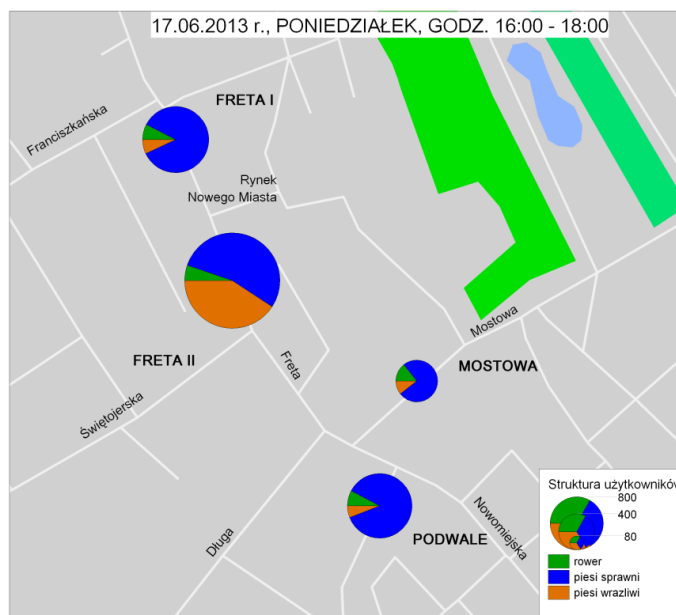 17.06.2013 r., PONIEDZIAŁEK, GODZ. 16:00 - 18:00
FRETA I
Franciszkańska
Rynek
Nowego Miasta
Mostowa
FRETA II
Freta
MOSTOWA
Świętojerska
Struktura użytkowników
800
400
80
rower
piesi sprawni
piesi wrazliwi
Nowomiejska
Długa
PODWALE